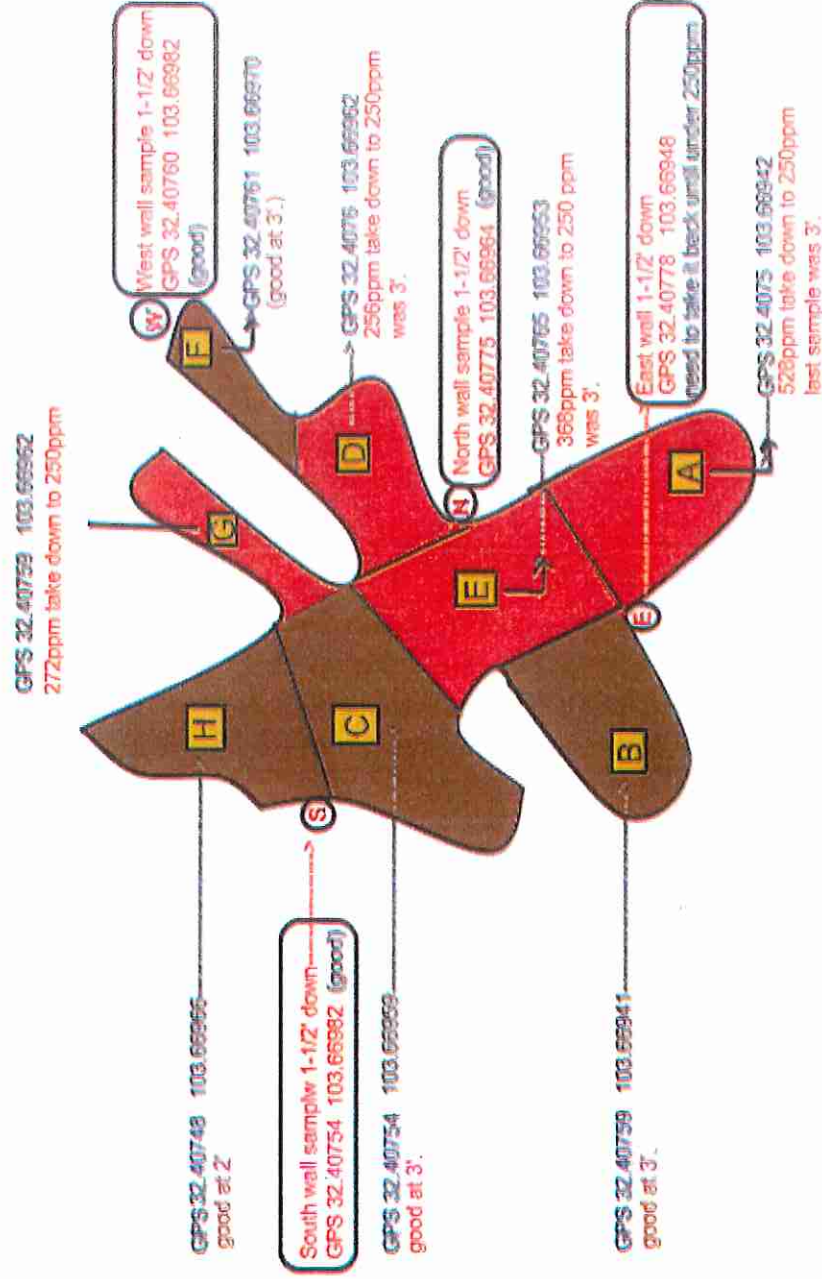 GPS 32.40759 103.66962
272ppm take down to 250ppm
West wall sample 1-1/2' down
GPS 32.40760 103.66982
(good)
W
F
GPS 32.40761 103.66970
(good at 3'.)
G
D
GPS 32.4076 103.66962
256ppm take down to 250ppm
was 3'.
H
GPS 32.40748 103.66966
good at 2'
N
North wall sample 1-1/2' down
GPS 32.40775 103.66964 (good)
S
South wall samplw 1-1/2' down
GPS 32.40754 103.66982 (good)
C
GPS 32.40754 103.66959
good at 3'.
E
GPS 32.40765 103.66953
368ppm take down to 250 ppm
was 3'.
E
East wall 1-1/2' down
GPS 32.40778 103.66948
need to take it back until under 250ppm
B
GPS 32.40759 103.66941
good at 3'.
A
GPS 32.4075 103.66942
528ppm take down to 250ppm
last sample was 3'.